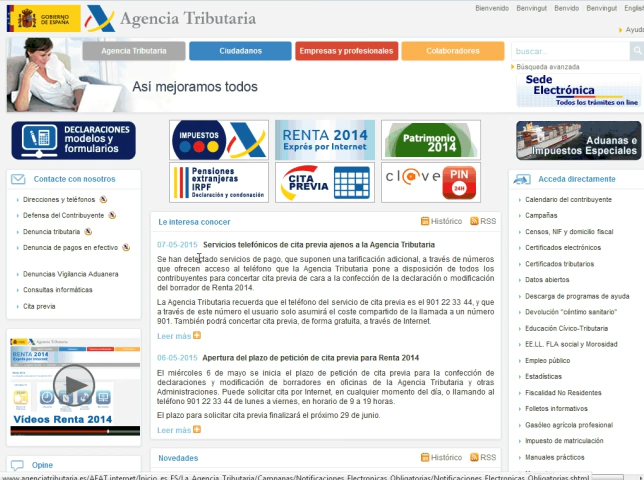 GOBIERNO
DE ESPAÑA
Agencia Tributaria
Bienvenido Benvingut Benvido Benvingut English
Ayuda
Agencia Tributaria
Ciudadanos
Empresas y profesionales
Colaboradores
buscar...
Búsqueda avanzada
Así mejoramos todos
Sede
Electrónica
Todos los trámites on line
DECLARACIONES
modelos y
formularios
IMPUESTOS
RENTA 2014
Exprés por Internet
Patrimonio
2014
Pensiones
extranjeras
IRPF
Declaración y condonación
CITA
PREVIA
cl@ve PIN
24H
Aduanas e
Impuestos Especiales
Contacte con nosotros
Direcciones y teléfonos
Defensa del Contribuyente
Denuncia tributaria
Denuncia de pagos en efectivo
Denuncias Vigilancia Aduanera
Consultas informáticas
Cita previa
RENTA 2014
Vídeos Renta 2014
Opine
Le interesa conocer
Histórico RSS
07-05-2015 Servicios telefónicos de cita previa ajenos a la Agencia Tributaria
Se han detectado servicios de pago, que suponen una tarificación adicional, a través de números
que ofrecen acceso al teléfono que la Agencia Tributaria pone a disposición de todos los
contribuyentes para concertar cita previa de cara a la confección de la declaración o modificación
del borrador de Renta 2014.
La Agencia Tributaria recuerda que el teléfono del servicio de cita previa es el 901 22 33 44, y que
a través de este número el usuario solo asumirá el coste compartido de la llamada a un número
901. También podrá concertar cita previa, de forma gratuita, a través de Internet.
Leer más
06-05-2015 Apertura del plazo de petición de cita previa para Renta 2014
El miércoles 6 de mayo se inicia el plazo de petición de cita previa para la confección de
declaraciones y modificación de borradores en oficinas de la Agencia Tributaria y otras
Administraciones. Puede solicitar cita por Internet, en cualquier momento del día, o llamando al
teléfono 901 22 33 44 de lunes a viernes, en horario de 9 a 19 horas.
El plazo para solicitar cita previa finalizará el próximo 29 de junio.
Leer más
Novedades
Histórico RSS
Acceda directamente
Calendario del contribuyente
Campañas
Censos, NIF y domicilio fiscal
Certificados electrónicos
Certificados tributarios
Datos abiertos
Descarga de programas de ayuda
Devolución "céntimo sanitario"
Educación Cívico-Tributaria
EE.LL. FLA social y Morosidad
Empleo público
Estadísticas
Fiscalidad No Residentes
Folletos informativos
Gasóleo agrícola profesional
Impuesto de matriculación
Manuales prácticos
www.agenciatributaria.es/AEAT.internet/Inicio_es_ES/La_Agencia_Tributaria/Campanas/Notificaciones_Electronicas_Obligatorias/Notificaciones_Electronicas_Obligatorias.shtml